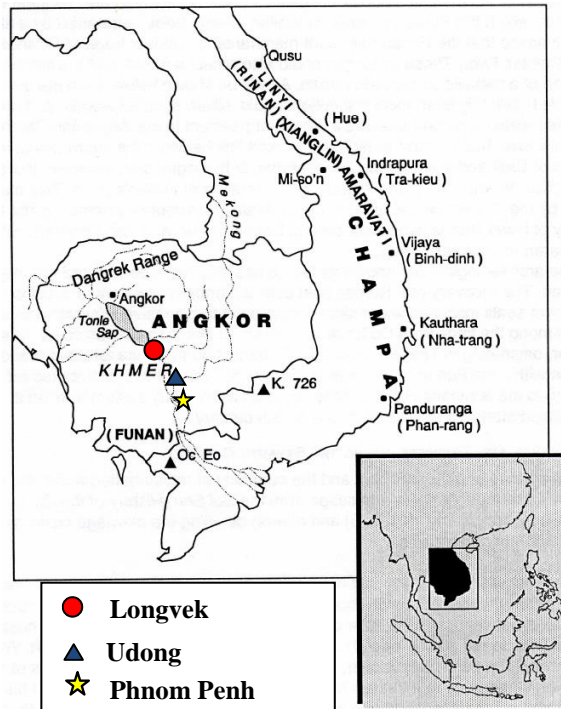 Qusu
LINYI
(RINAN) (XIANGLIN)
(Hue)
AMARAVATI
Indrapura
(Tra-kieu)
Mi-so'n
Mekong
CHAMPA
Vijaya
(Binh-dinh)
Dangrek Range
Angkor
Tonle
Sap
ANGKOR
Kauthara
(Nha-trang)
KHMER
K. 726
Panduranga
(Phan-rang)
(FUNAN)
Oc Eo
Longvek
Udong
Phnom Penh